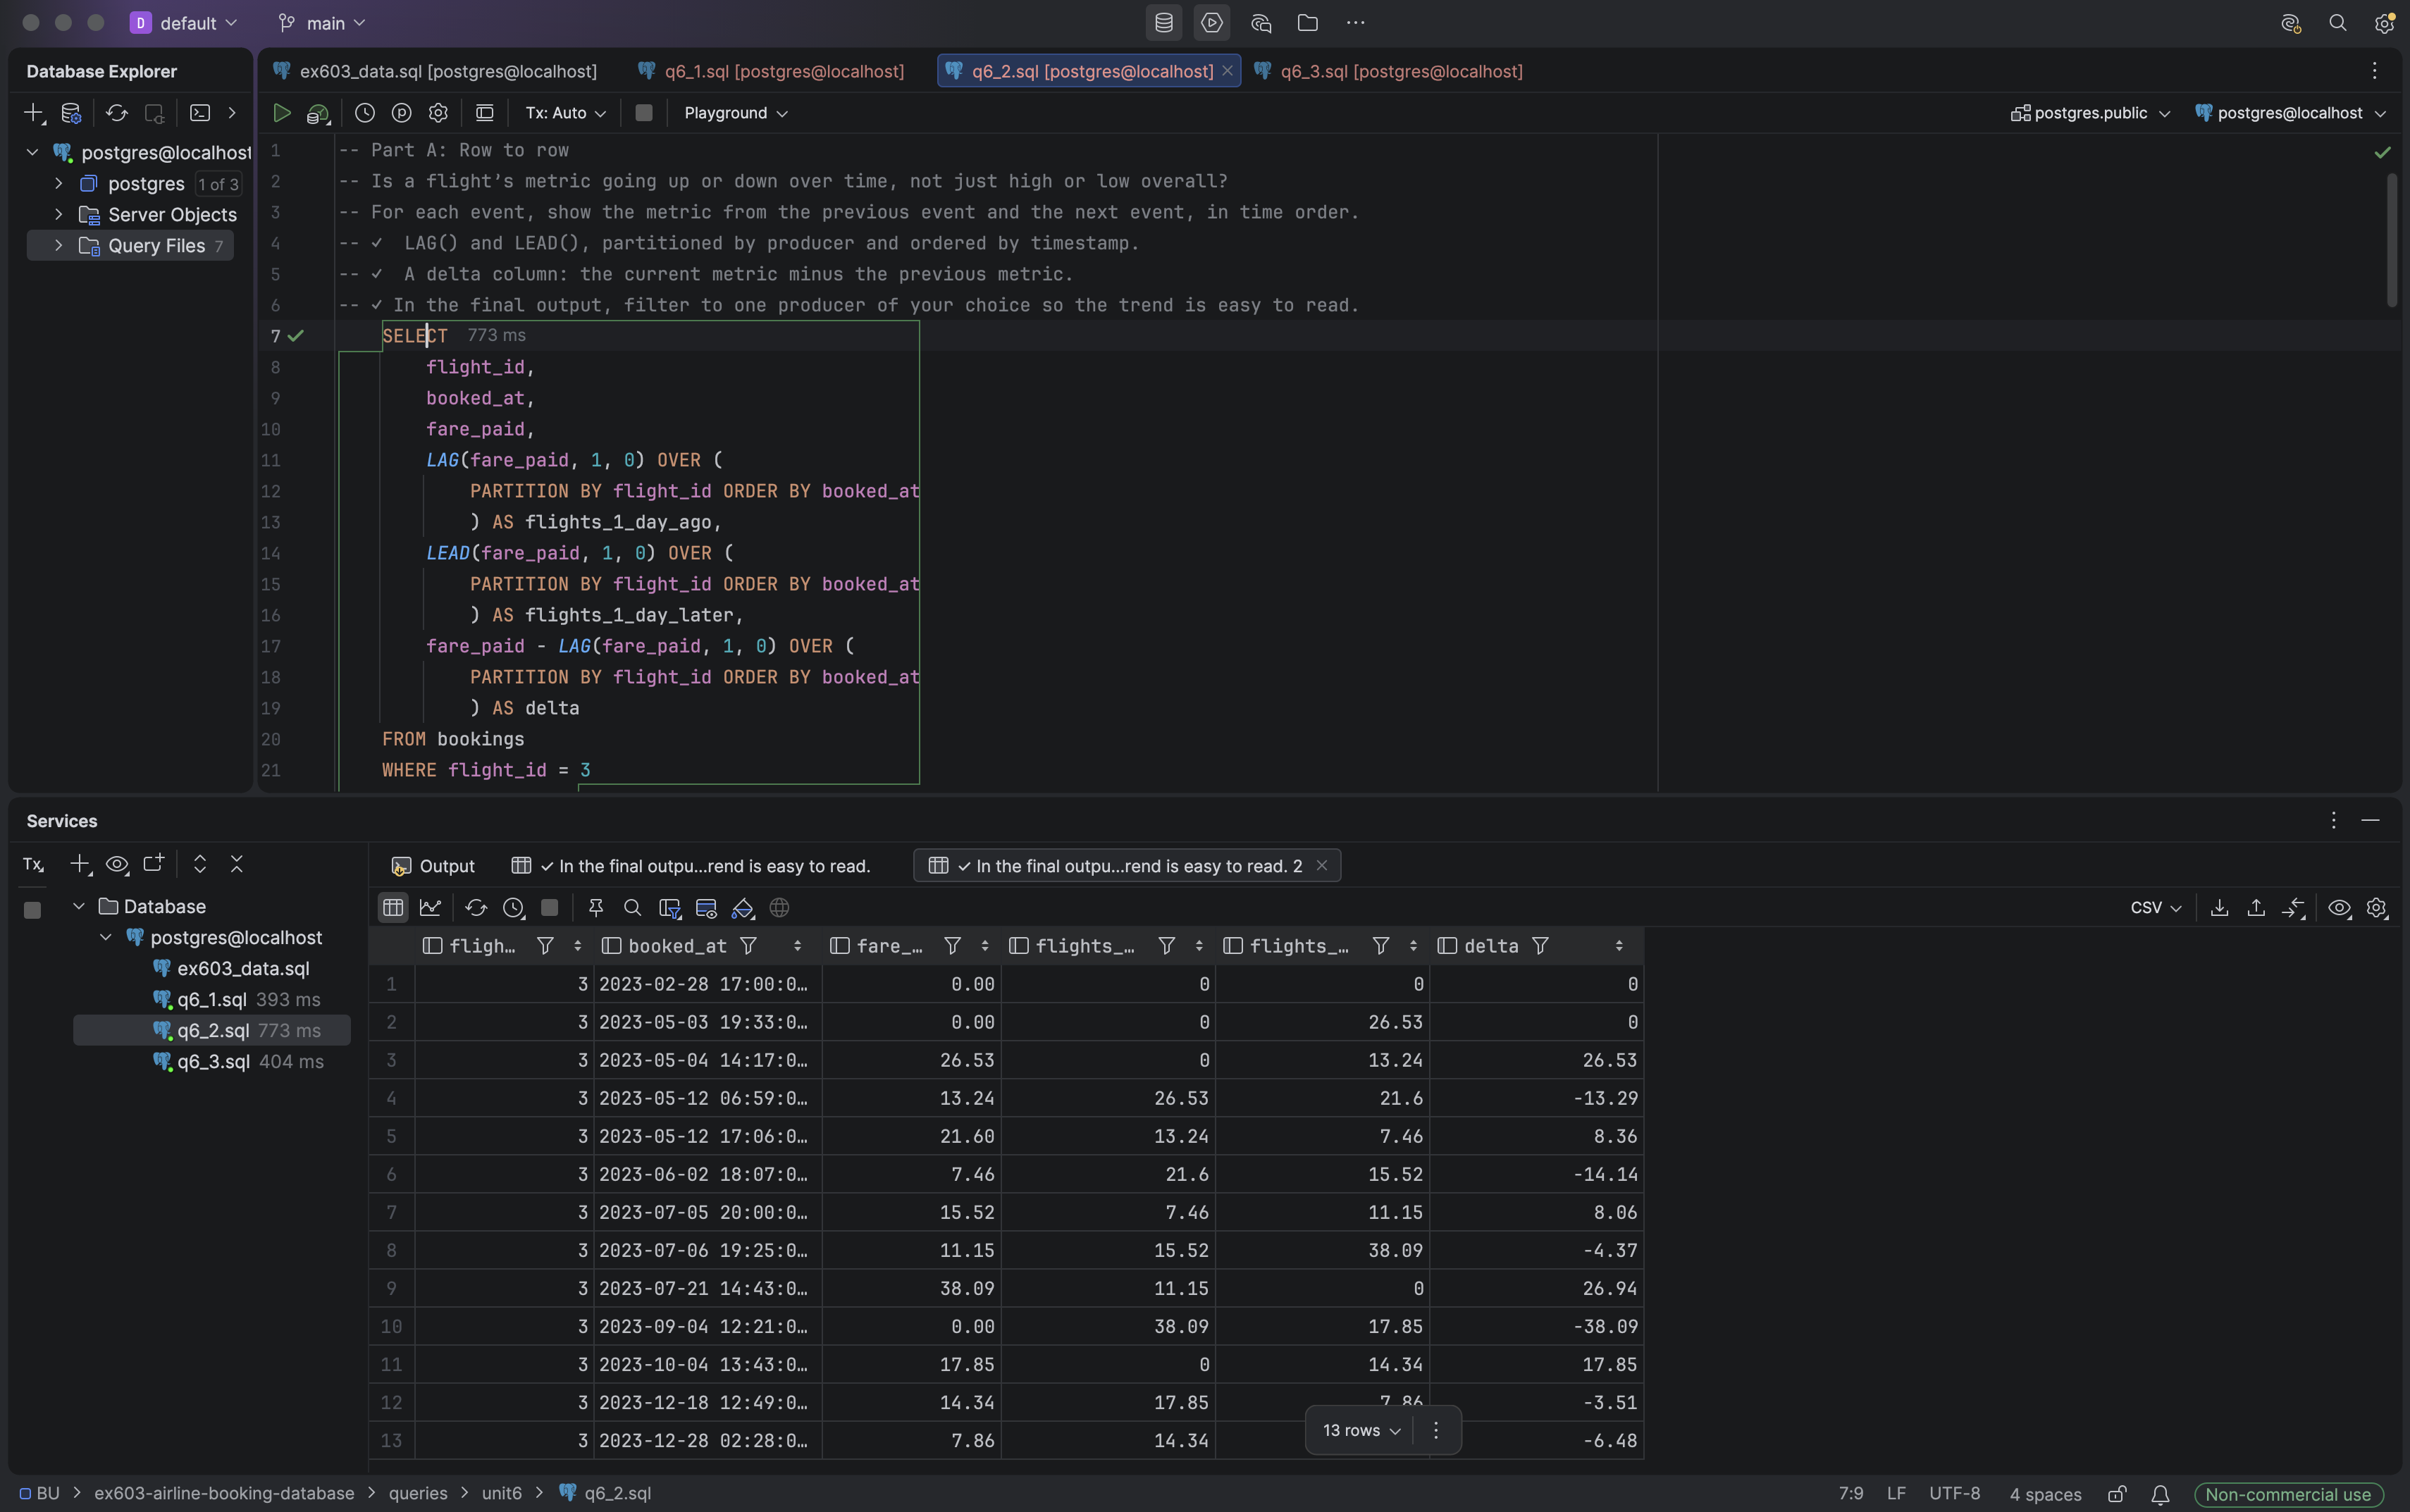 D default
main
Database Explorer
ex603_data.sql [postgres@localhost]
q6_1.sql [postgres@localhost]
q6_2.sql [postgres@localhost]
q6_3.sql [postgres@localhost]
Tx: Auto
Playground
postgres.public
postgres@localhost
postgres@localhost
postgres 1 of 3
Server Objects
Query Files 7
1 -- Part A: Row to row
2 -- Is a flight’s metric going up or down over time, not just high or low overall?
3 -- For each event, show the metric from the previous event and the next event, in time order.
4 -- ✓ LAG() and LEAD(), partitioned by producer and ordered by timestamp.
5 -- ✓ A delta column: the current metric minus the previous metric.
6 -- ✓ In the final output, filter to one producer of your choice so the trend is easy to read.
7 SELECT 773 ms
8 flight_id,
9 booked_at,
10 fare_paid,
11 LAG(fare_paid, 1, 0) OVER (
12 PARTITION BY flight_id ORDER BY booked_at
13 ) AS flights_1_day_ago,
14 LEAD(fare_paid, 1, 0) OVER (
15 PARTITION BY flight_id ORDER BY booked_at
16 ) AS flights_1_day_later,
17 fare_paid - LAG(fare_paid, 1, 0) OVER (
18 PARTITION BY flight_id ORDER BY booked_at
19 ) AS delta
20 FROM bookings
21 WHERE flight_id = 3
Services
Tx
Output
✓ In the final outpu...rend is easy to read.
✓ In the final outpu...rend is easy to read. 2
Database
postgres@localhost
ex603_data.sql
q6_1.sql 393 ms
q6_2.sql 773 ms
q6_3.sql 404 ms
CSV
fligh... booked_at fare_... flights_... flights_... delta
1 3 2023-02-28 17:00:0... 0.00 0 0 0
2 3 2023-05-03 19:33:0... 0.00 0 26.53 0
3 3 2023-05-04 14:17:0... 26.53 0 13.24 26.53
4 3 2023-05-12 06:59:0... 13.24 26.53 21.6 -13.29
5 3 2023-05-12 17:06:0... 21.60 13.24 7.46 8.36
6 3 2023-06-02 18:07:0... 7.46 21.6 15.52 -14.14
7 3 2023-07-05 20:00:0... 15.52 7.46 11.15 8.06
8 3 2023-07-06 19:25:0... 11.15 15.52 38.09 -4.37
9 3 2023-07-21 14:43:0... 38.09 11.15 0 26.94
10 3 2023-09-04 12:21:0... 0.00 38.09 17.85 -38.09
11 3 2023-10-04 13:43:0... 17.85 0 14.34 17.85
12 3 2023-12-18 12:49:0... 14.34 17.85 7.86 -3.51
13 3 2023-12-28 02:28:0... 7.86 14.34 -6.48
13 rows
BU > ex603-airline-booking-database > queries > unit6 > q6_2.sql
7:9 LF UTF-8 4 spaces
Non-commercial use